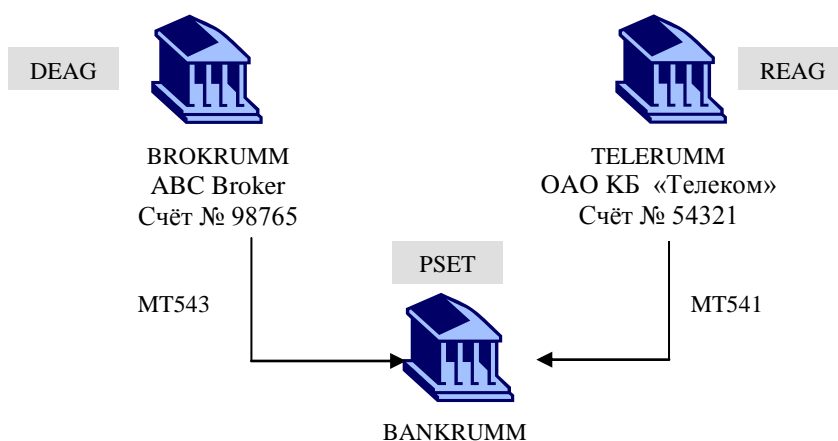 DEAG
REAG
BROKRUMM
ABC Broker
Счёт № 98765
TELERUMM
ОАО КБ «Телеком»
Счёт № 54321
PSET
MT543
MT541
BANKRUMM